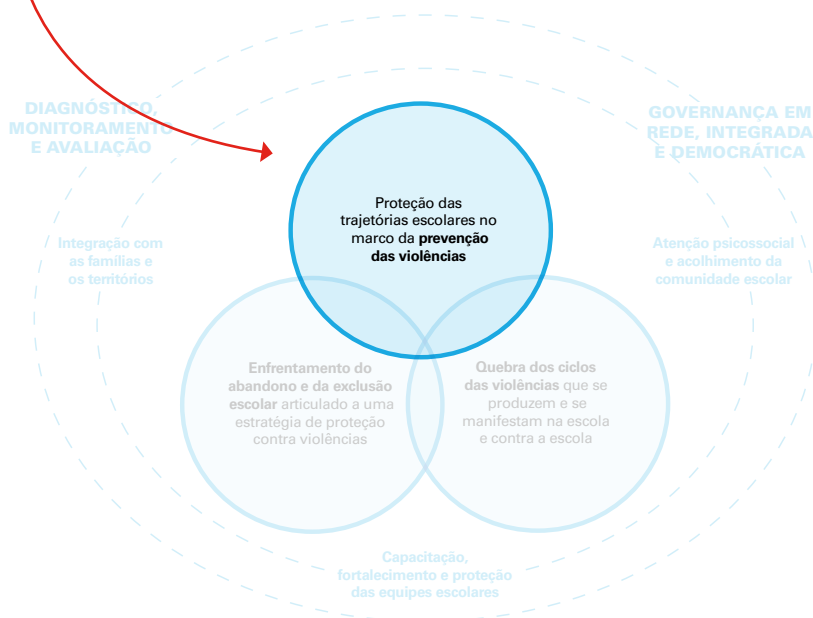 DIAGNÓSTICO,
MONITORAMENTO
E AVALIAÇÃO
GOVERNANÇA EM
REDE, INTEGRADA
E DEMOCRÁTICA
Proteção das
trajetórias escolares no
marco da prevenção
das violências
Integração com
as famílias e
os territórios
Atenção psicossocial
e acolhimento da
comunidade escolar
Enfrentamento do
abandono e da exclusão
escolar articulado a uma
estratégia de proteção
contra violências
Quebra dos ciclos
das violências que se
produzem e se
manifestam na escola
e contra a escola
Capacitação,
fortalecimento e proteção
das equipes escolares